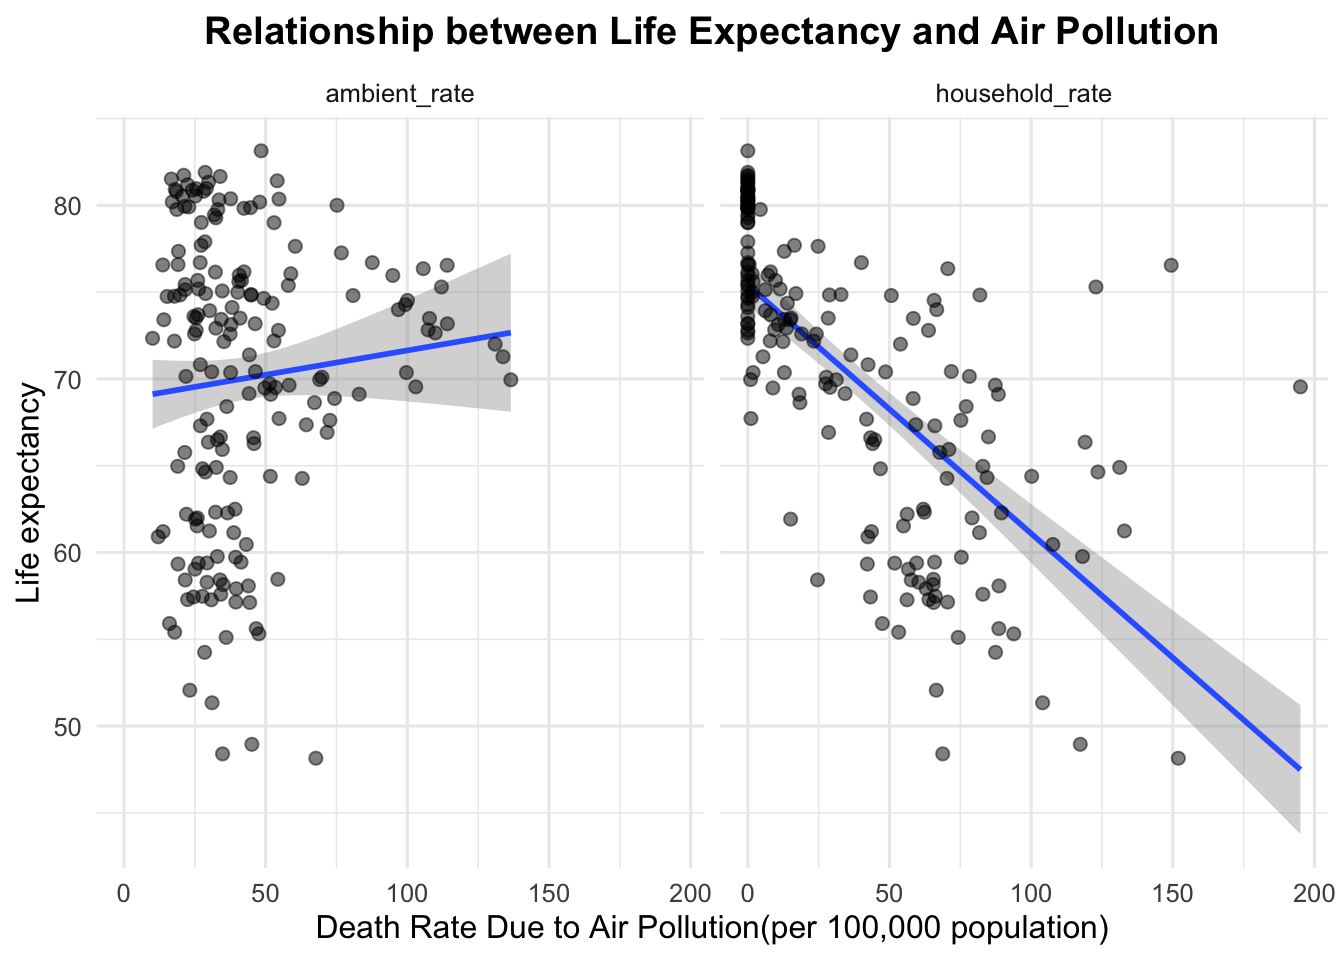 Relationship between Life Expectancy and Air Pollution
ambient_rate
household_rate
Life expectancy
80
70
60
50
0 50 100 150 200
0 50 100 150 200
Death Rate Due to Air Pollution(per 100,000 population)